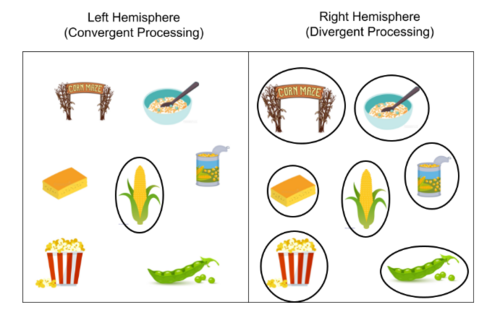 Left Hemisphere
(Convergent Processing)
Right Hemisphere
(Divergent Processing)
CORN MAZE
CORN MAZE